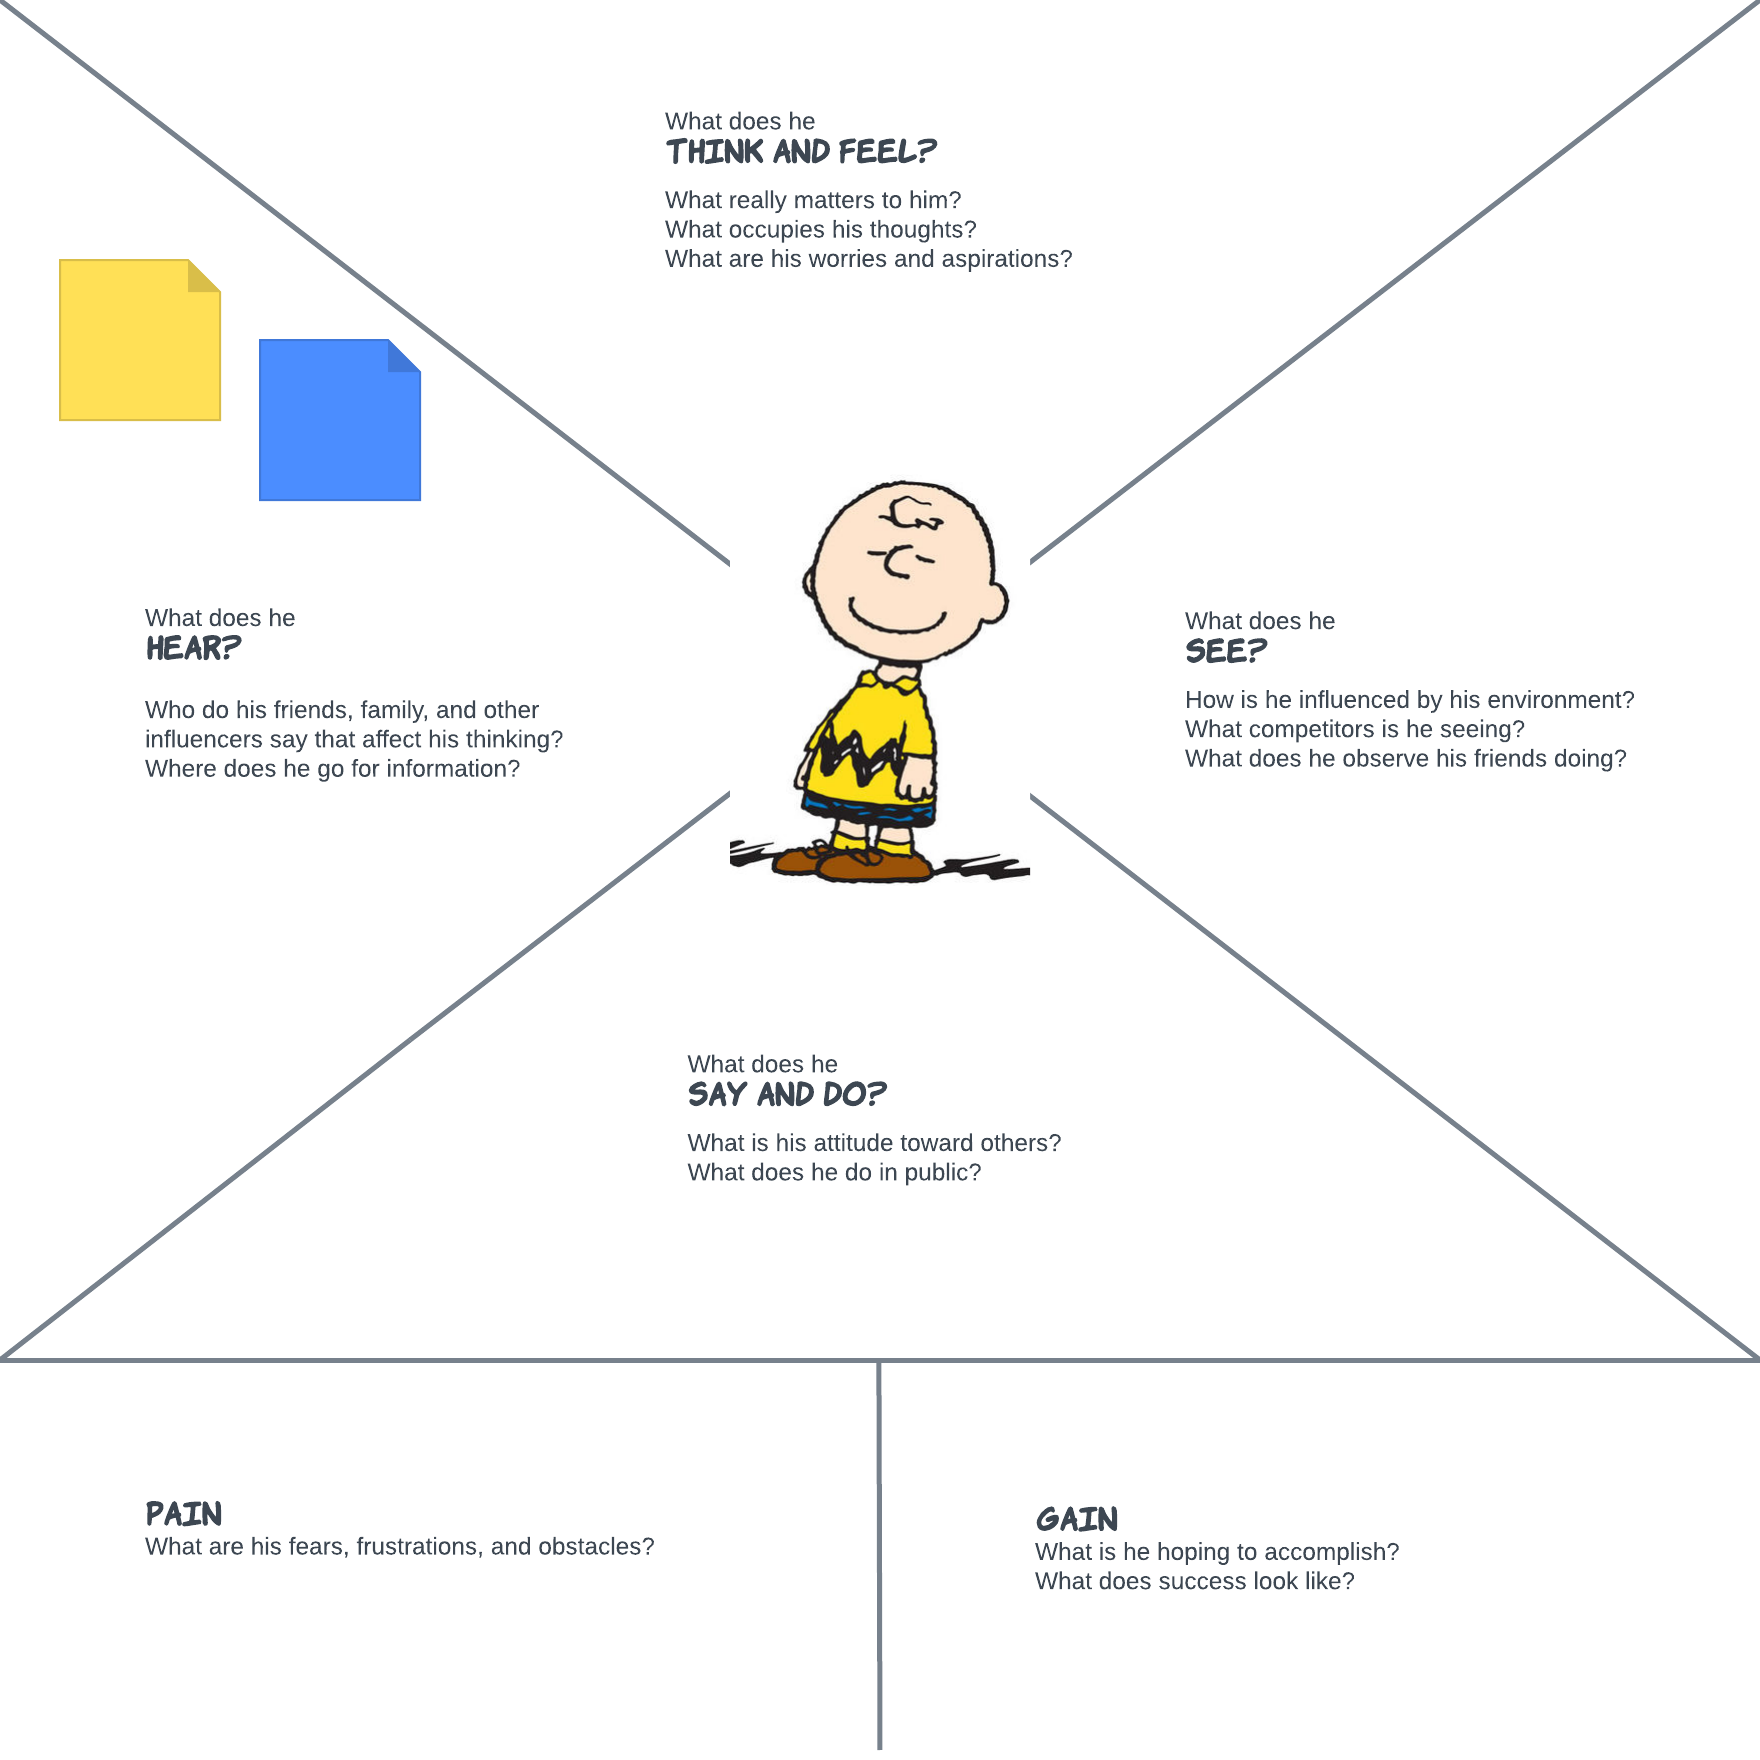 What does he
THINK AND FEEL?
What really matters to him?
What occupies his thoughts?
What are his worries and aspirations?
What does he
HEAR?
Who do his friends, family, and other
influencers say that affect his thinking?
Where does he go for information?
What does he
SEE?
How is he influenced by his environment?
What competitors is he seeing?
What does he observe his friends doing?
What does he
SAY AND DO?
What is his attitude toward others?
What does he do in public?
PAIN
What are his fears, frustrations, and obstacles?
GAIN
What is he hoping to accomplish?
What does success look like?